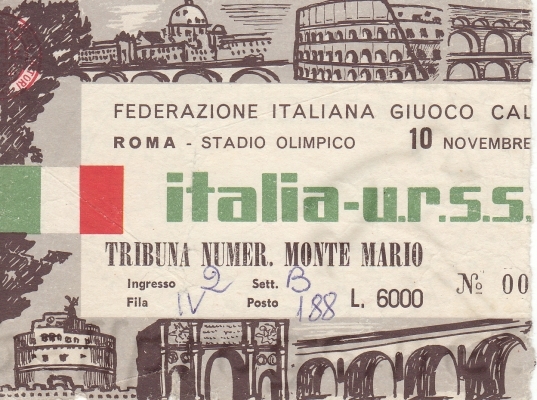 FEDERAZIONE ITALIANA GIUOCO CAL
ROMA - STADIO OLIMPICO 10 NOVEMBRE
italia-u.r.s.s.
TRIBUNA NUMER. MONTE MARIO
Ingresso 2 Sett. B
Fila IV Posto 188 L. 6000 № 00